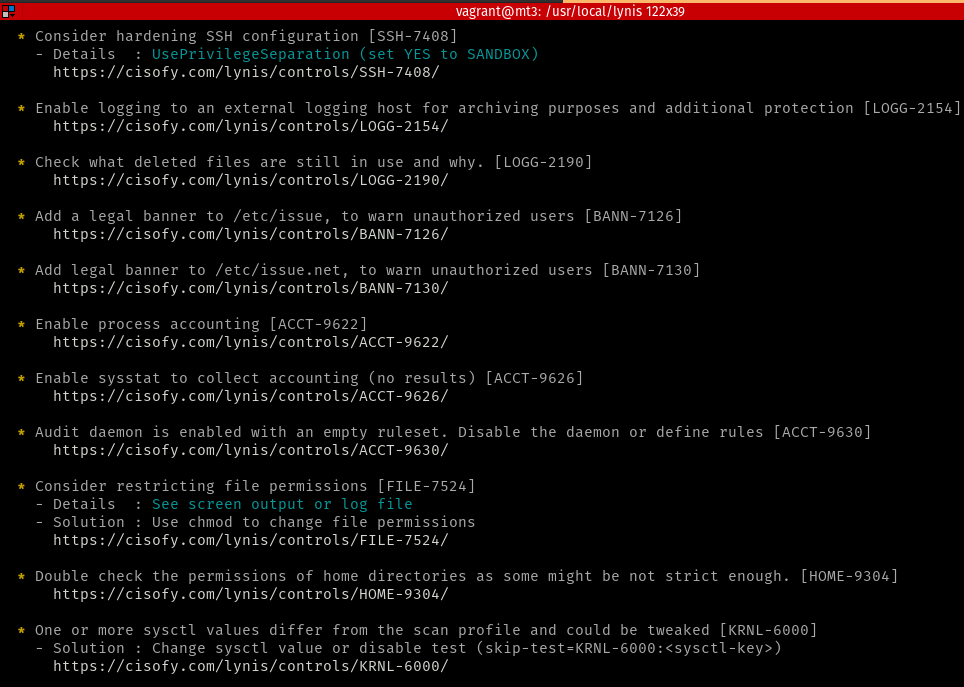 vagrant@mt3: /usr/local/lynis 122x39
* Consider hardening SSH configuration [SSH-7408]
- Details : UsePrivilegeSeparation (set YES to SANDBOX)
https://cisofy.com/lynis/controls/SSH-7408/
* Enable logging to an external logging host for archiving purposes and additional protection [LOGG-2154]
https://cisofy.com/lynis/controls/LOGG-2154/
* Check what deleted files are still in use and why. [LOGG-2190]
https://cisofy.com/lynis/controls/LOGG-2190/
* Add a legal banner to /etc/issue, to warn unauthorized users [BANN-7126]
https://cisofy.com/lynis/controls/BANN-7126/
* Add legal banner to /etc/issue.net, to warn unauthorized users [BANN-7130]
https://cisofy.com/lynis/controls/BANN-7130/
* Enable process accounting [ACCT-9622]
https://cisofy.com/lynis/controls/ACCT-9622/
* Enable sysstat to collect accounting (no results) [ACCT-9626]
https://cisofy.com/lynis/controls/ACCT-9626/
* Audit daemon is enabled with an empty ruleset. Disable the daemon or define rules [ACCT-9630]
https://cisofy.com/lynis/controls/ACCT-9630/
* Consider restricting file permissions [FILE-7524]
- Details : See screen output or log file
- Solution : Use chmod to change file permissions
https://cisofy.com/lynis/controls/FILE-7524/
* Double check the permissions of home directories as some might be not strict enough. [HOME-9304]
https://cisofy.com/lynis/controls/HOME-9304/
* One or more sysctl values differ from the scan profile and could be tweaked [KRNL-6000]
- Solution : Change sysctl value or disable test (skip-test=KRNL-6000:<sysctl-key>)
https://cisofy.com/lynis/controls/KRNL-6000/